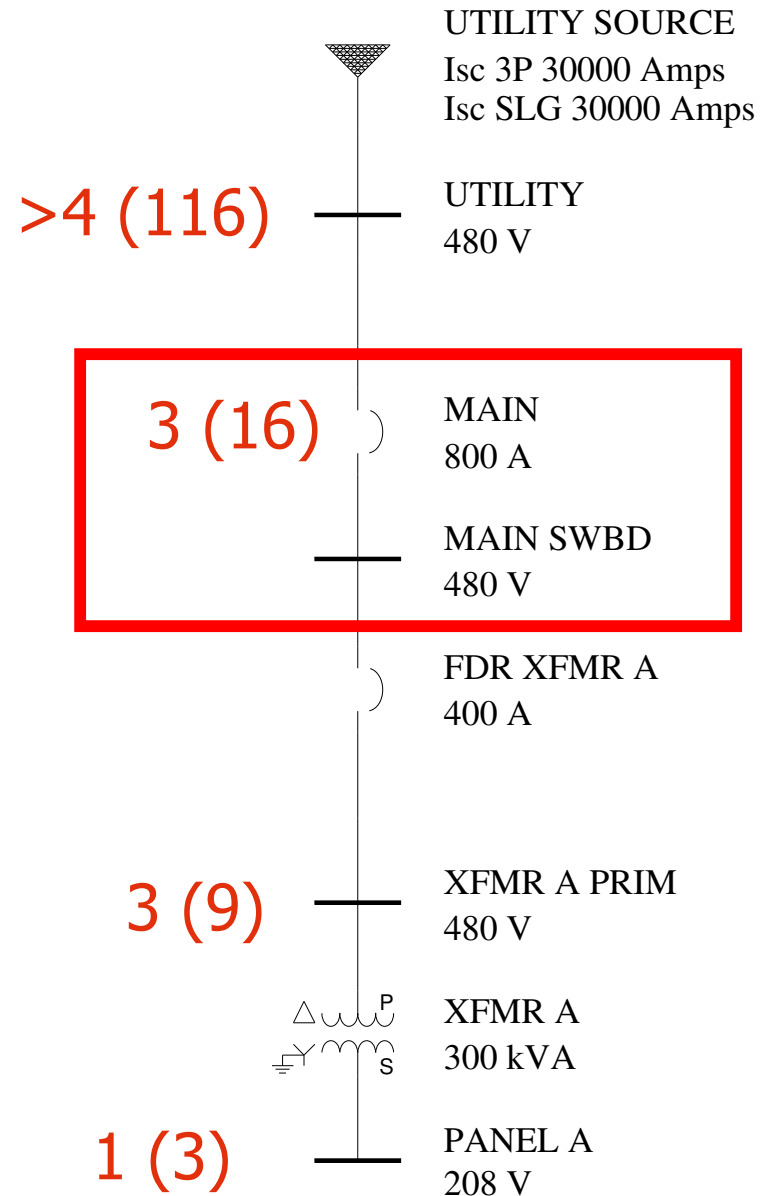 UTILITY SOURCE
Isc 3P 30000 Amps
Isc SLG 30000 Amps
>4 (116)
UTILITY
480 V
3 (16)
MAIN
800 A
MAIN SWBD
480 V
FDR XFMR A
400 A
3 (9)
XFMR A PRIM
480 V
P
S
XFMR A
300 kVA
1 (3)
PANEL A
208 V